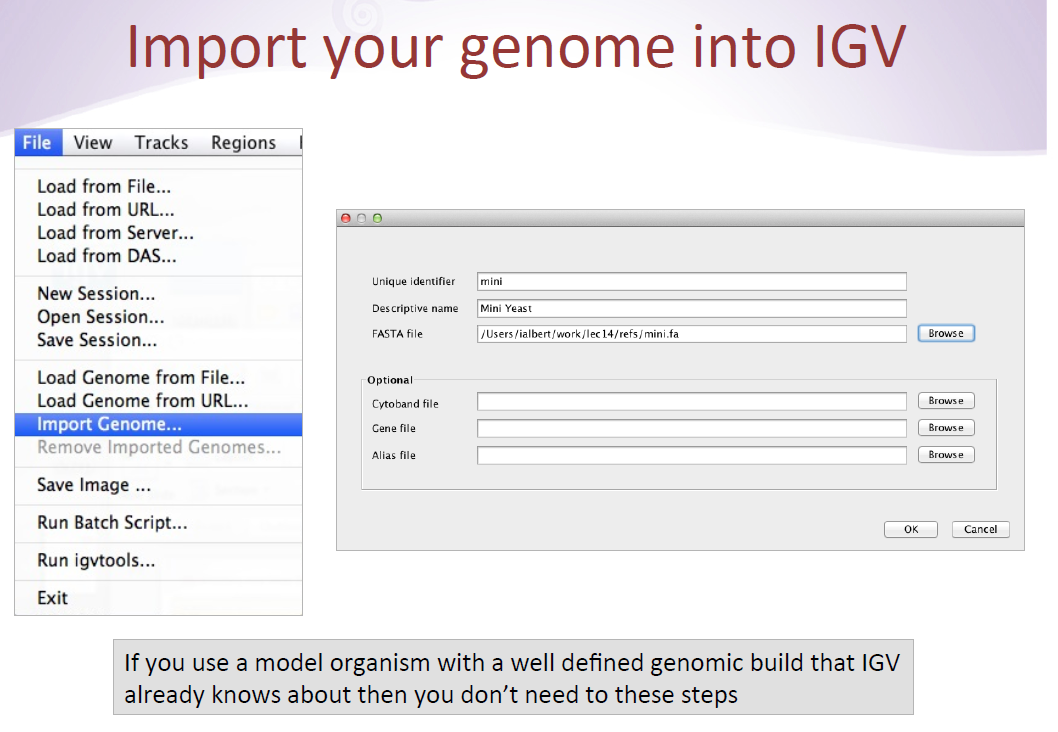 Import your genome into IGV
File View Tracks Regions
Load from File...
Load from URL...
Load from Server...
Load from DAS...
New Session...
Open Session...
Save Session...
Load Genome from File...
Load Genome from URL...
Import Genome...
Remove Imported Genomes...
Save Image ...
Run Batch Script...
Run igvtools...
Exit
Unique identifier mini
Descriptive name Mini Yeast
FASTA file /Users/ialbert/work/lec14/refs/mini.fa Browse
Optional
Cytoband file Browse
Gene file Browse
Alias file Browse
OK Cancel
If you use a model organism with a well defined genomic build that IGV
already knows about then you don’t need to these steps